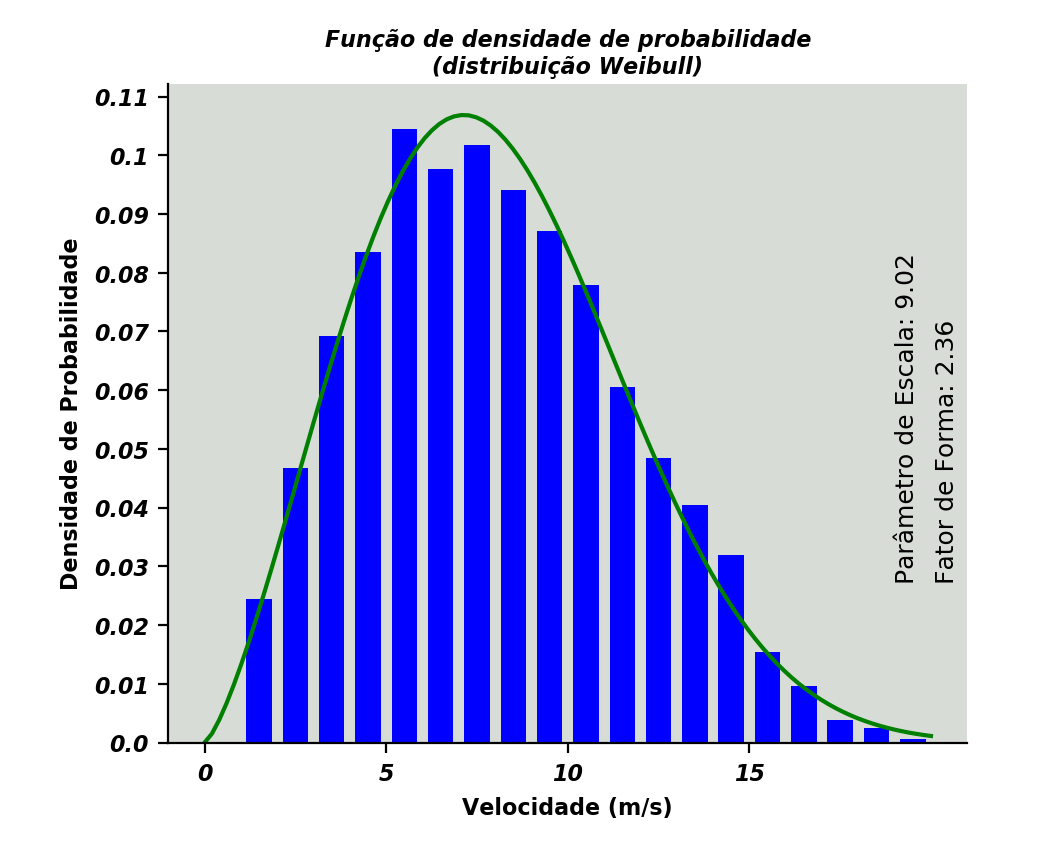 Função de densidade de probabilidade
(distribuição Weibull)
0.11
0.1
0.09
0.08
0.07
0.06
0.05
0.04
0.03
0.02
0.01
0.0
Densidade de Probabilidade
Parâmetro de Escala: 9.02
Fator de Forma: 2.36
0 5 10 15
Velocidade (m/s)